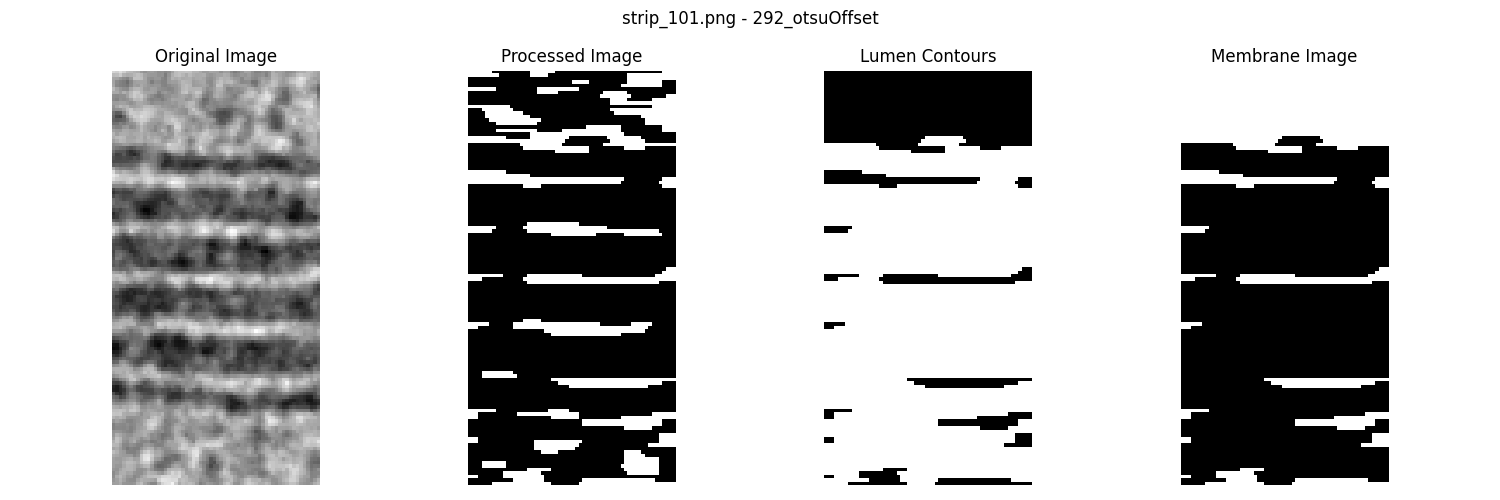 strip_101.png - 292_otsuOffset
Original Image
Processed Image
Lumen Contours
Membrane Image